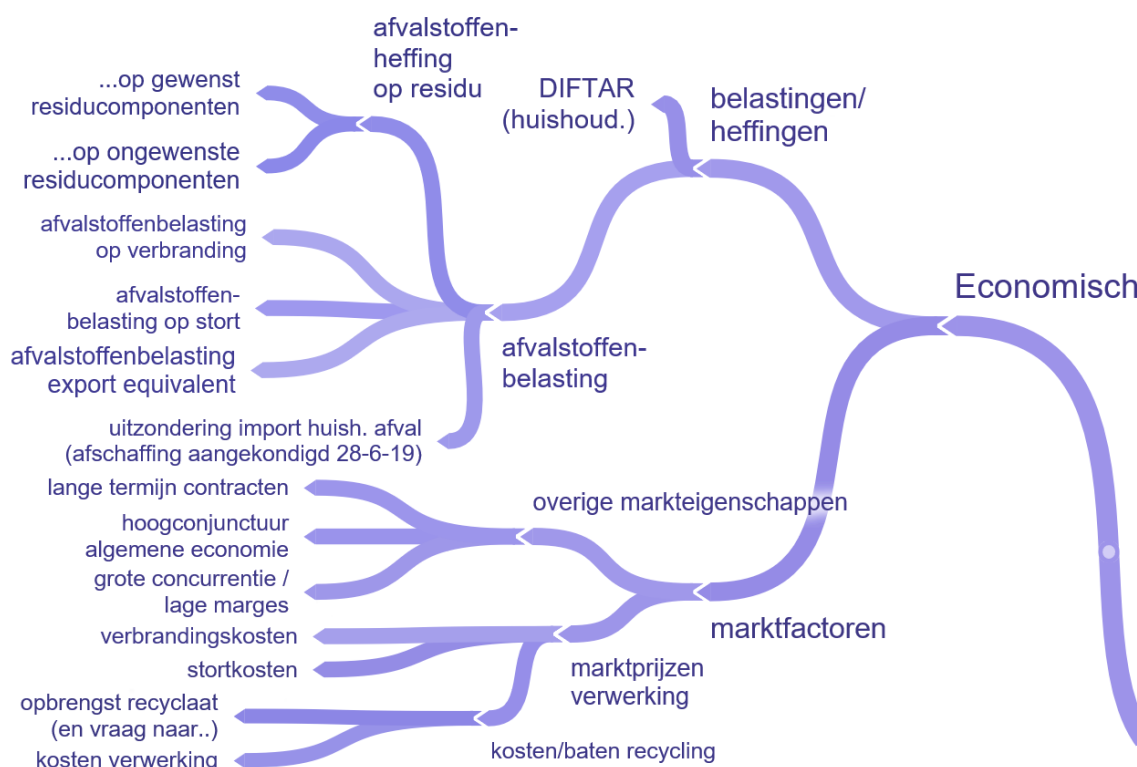 afvalstoffen-
heffing
op residu
...op gewenst
residucomponenten
...op ongewenste
residucomponenten
DIFTAR
(huishoud.)
belastingen/
heffingen
afvalstoffenbelasting
op verbranding
afvalstoffen-
belasting op stort
afvalstoffenbelasting
export equivalent
afvalstoffen-
belasting
Economisch
uitzondering import huish. afval
(afschaffing aangekondigd 28-6-19)
lange termijn contracten
hoogconjunctuur
algemene economie
grote concurrentie /
lage marges
overige markteigenschappen
marktfactoren
verbrandingskosten
stortkosten
marktprijzen
verwerking
opbrengst recyclaat
(en vraag naar..)
kosten verwerking
kosten/baten recycling